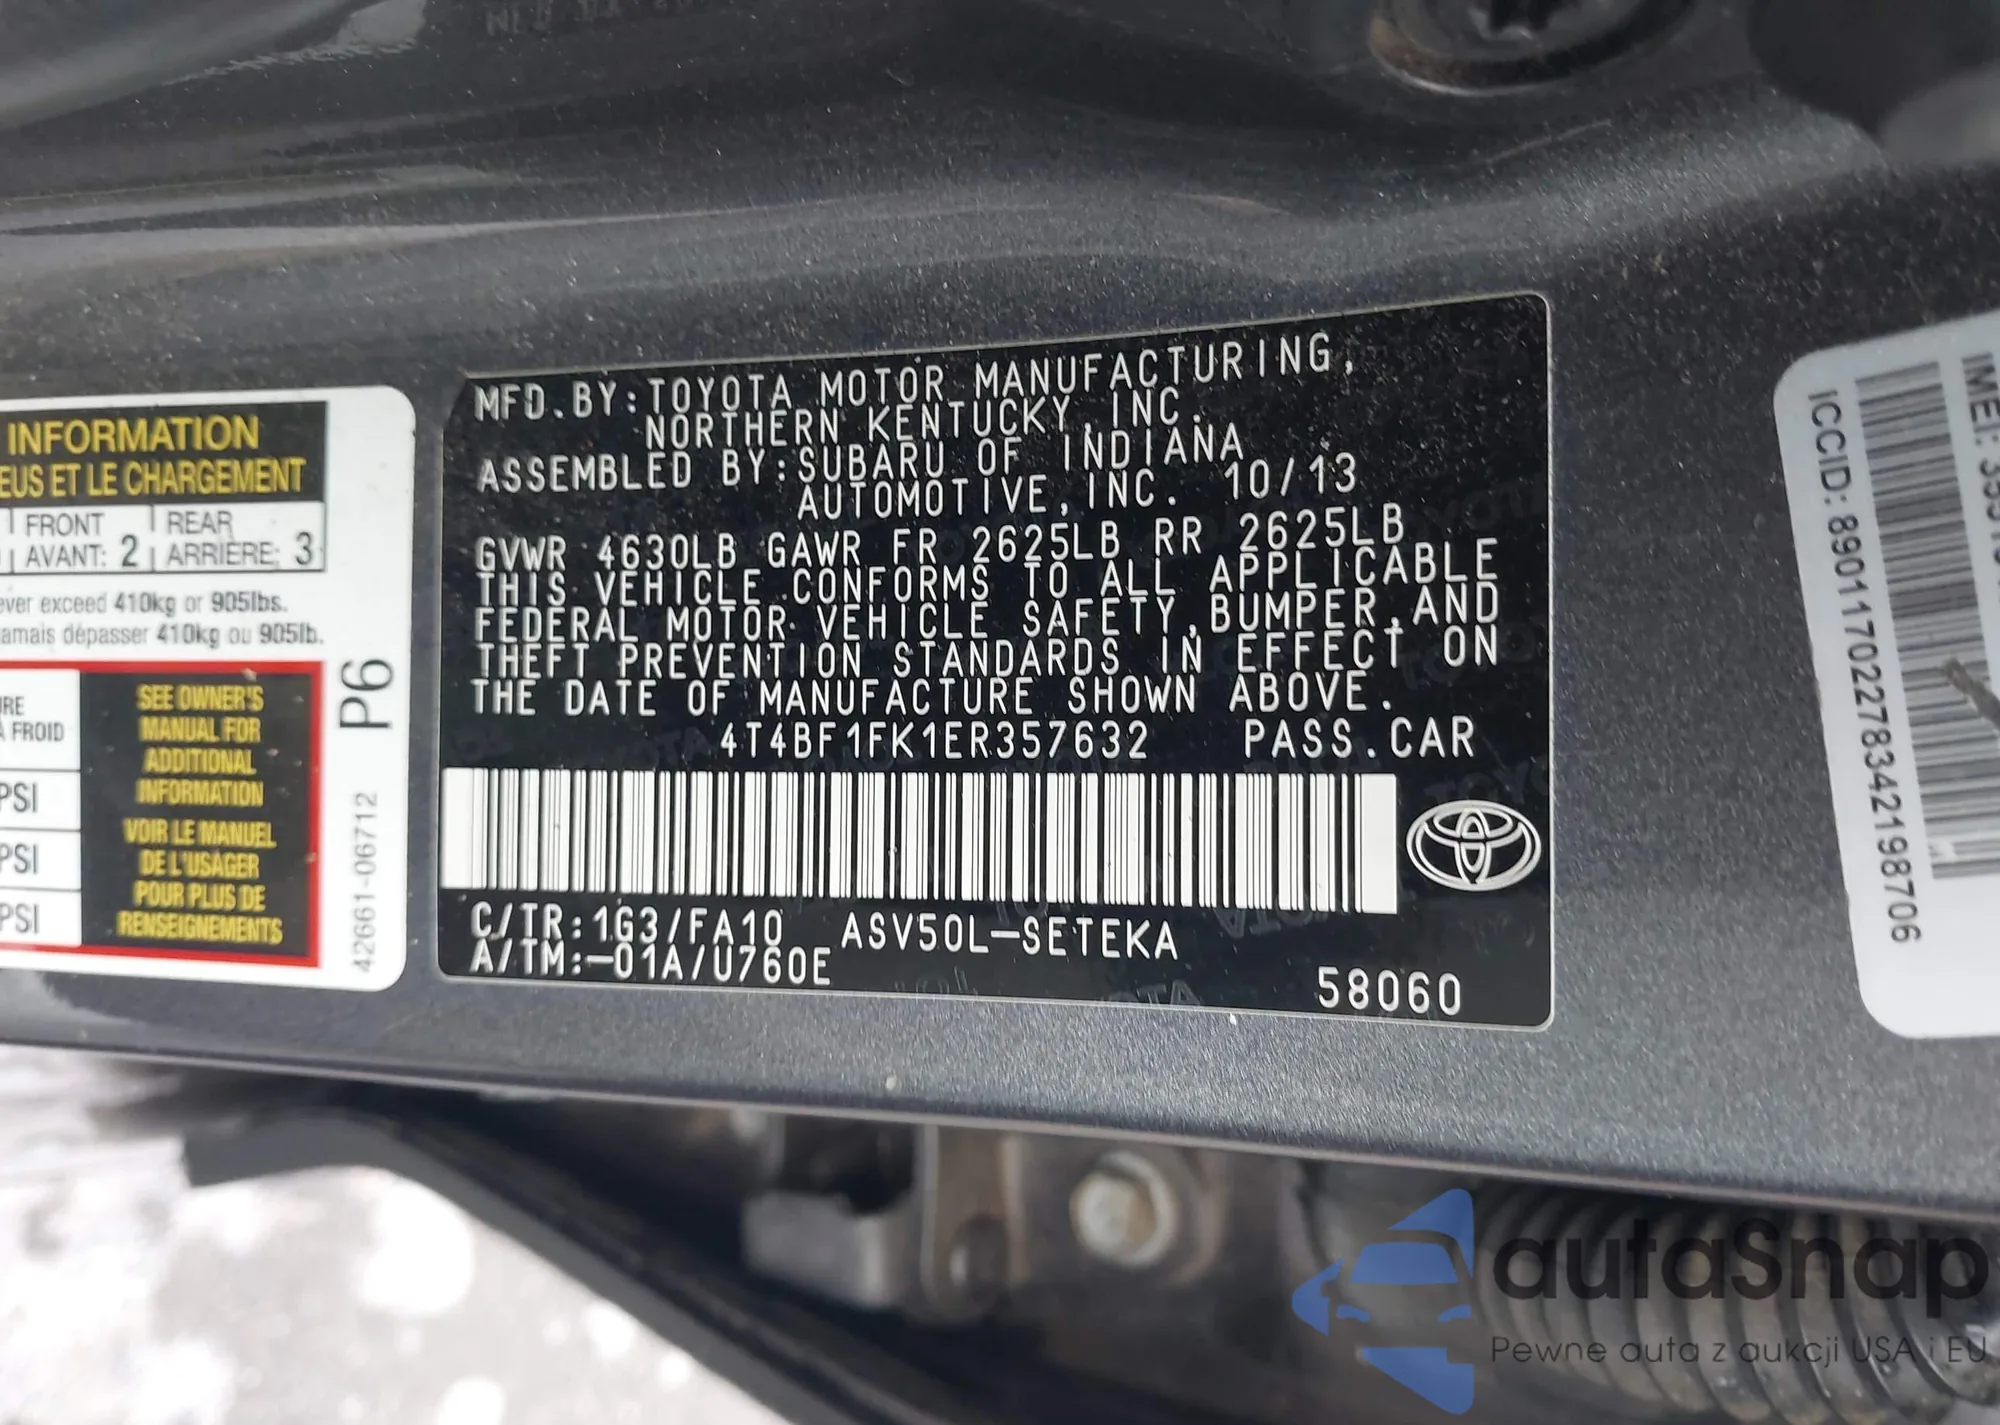 INFORMATION
EUS ET LE CHARGEMENT
FRONT REAR
AVANT: 2 ARRIÈRE: 3
ever exceed 410kg or 905lbs.
jamais dépasser 410kg ou 905lb.
FROID
PSI
PSI
PSI
SEE OWNER'S
MANUAL FOR
ADDITIONAL
INFORMATION
VOIR LE MANUEL
DE L'USAGER
POUR PLUS DE
RENSEIGNEMENTS
P6
42661-06712
MFD.BY:TOYOTA MOTOR MANUFACTURING,
NORTHERN KENTUCKY,INC.
ASSEMBLED BY:SUBARU OF INDIANA
AUTOMOTIVE,INC. 10/13
GVWR 4630LB GAWR FR 2625LB RR 2625LB
THIS VEHICLE CONFORMS TO ALL APPLICABLE
FEDERAL MOTOR VEHICLE SAFETY,BUMPER,AND
THEFT PREVENTION STANDARDS IN EFFECT ON
THE DATE OF MANUFACTURE SHOWN ABOVE.
4T4BF1FK1ER357632 PASS.CAR
C/TR:1G3/FA10 ASV50L-SETEKA
A/TM:-01A/U760E
58060
ICCID: 89011702278342198706
IMEI:
autaSnap
Pewne auta z aukcji USA i EU